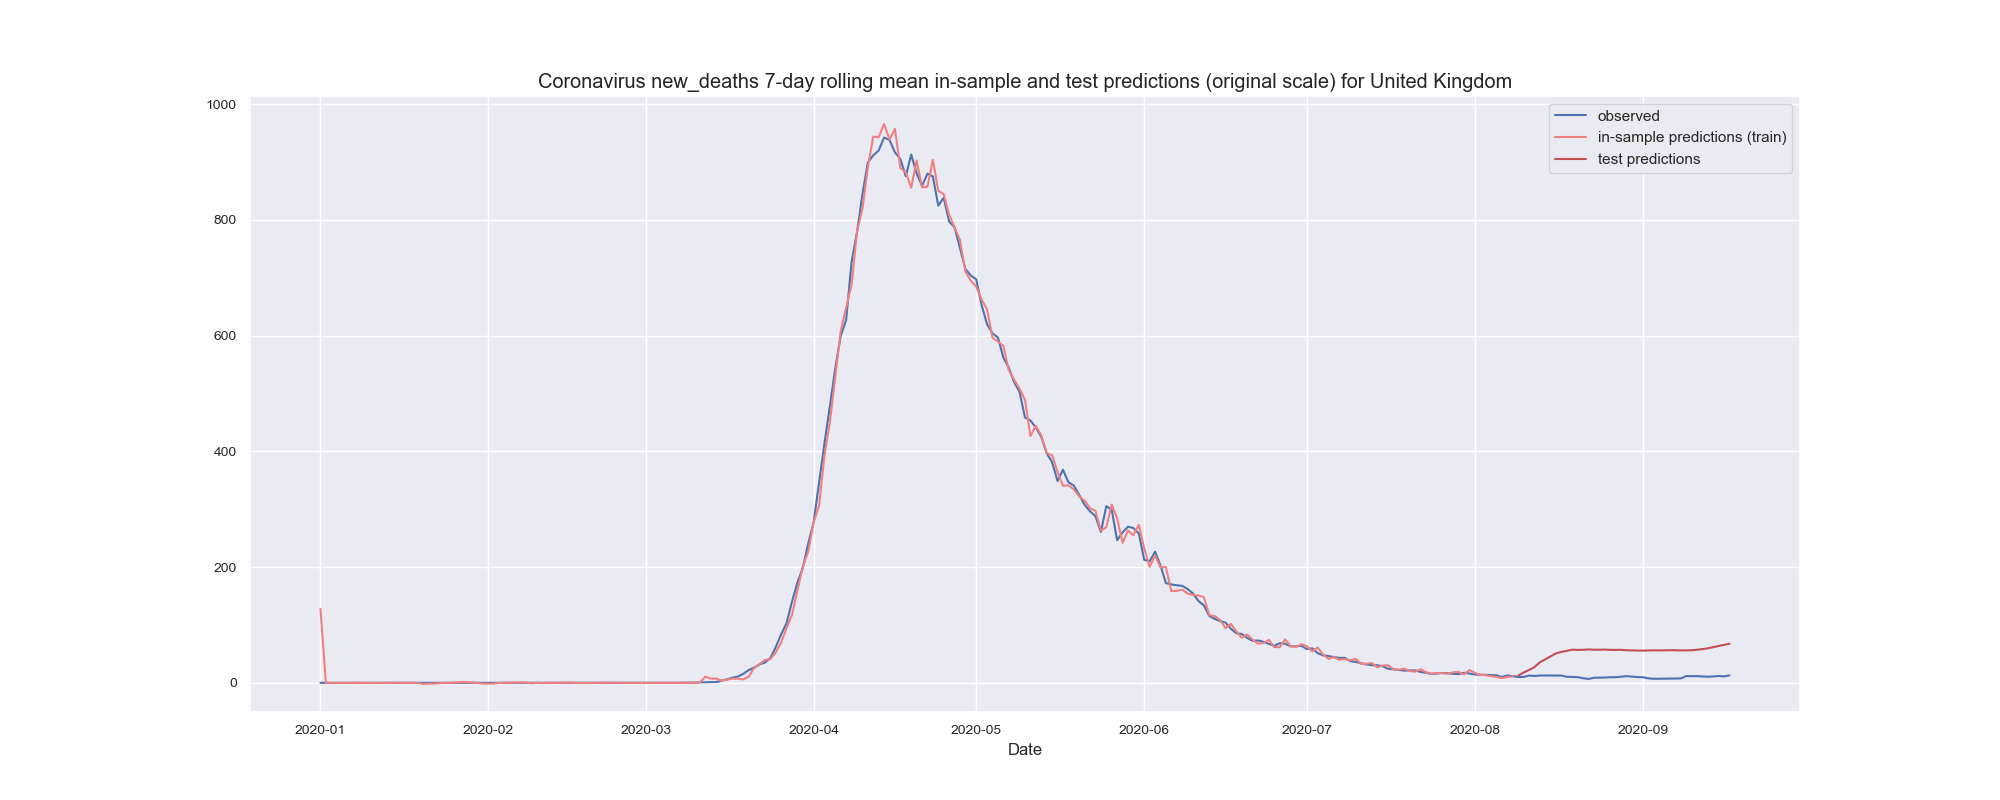 Coronavirus new_deaths 7-day rolling mean in-sample and test predictions (original scale) for United Kingdom
1000
800
600
400
200
0
observed
in-sample predictions (train)
test predictions
2020-01 2020-02 2020-03 2020-04 2020-05 2020-06 2020-07 2020-08 2020-09
Date